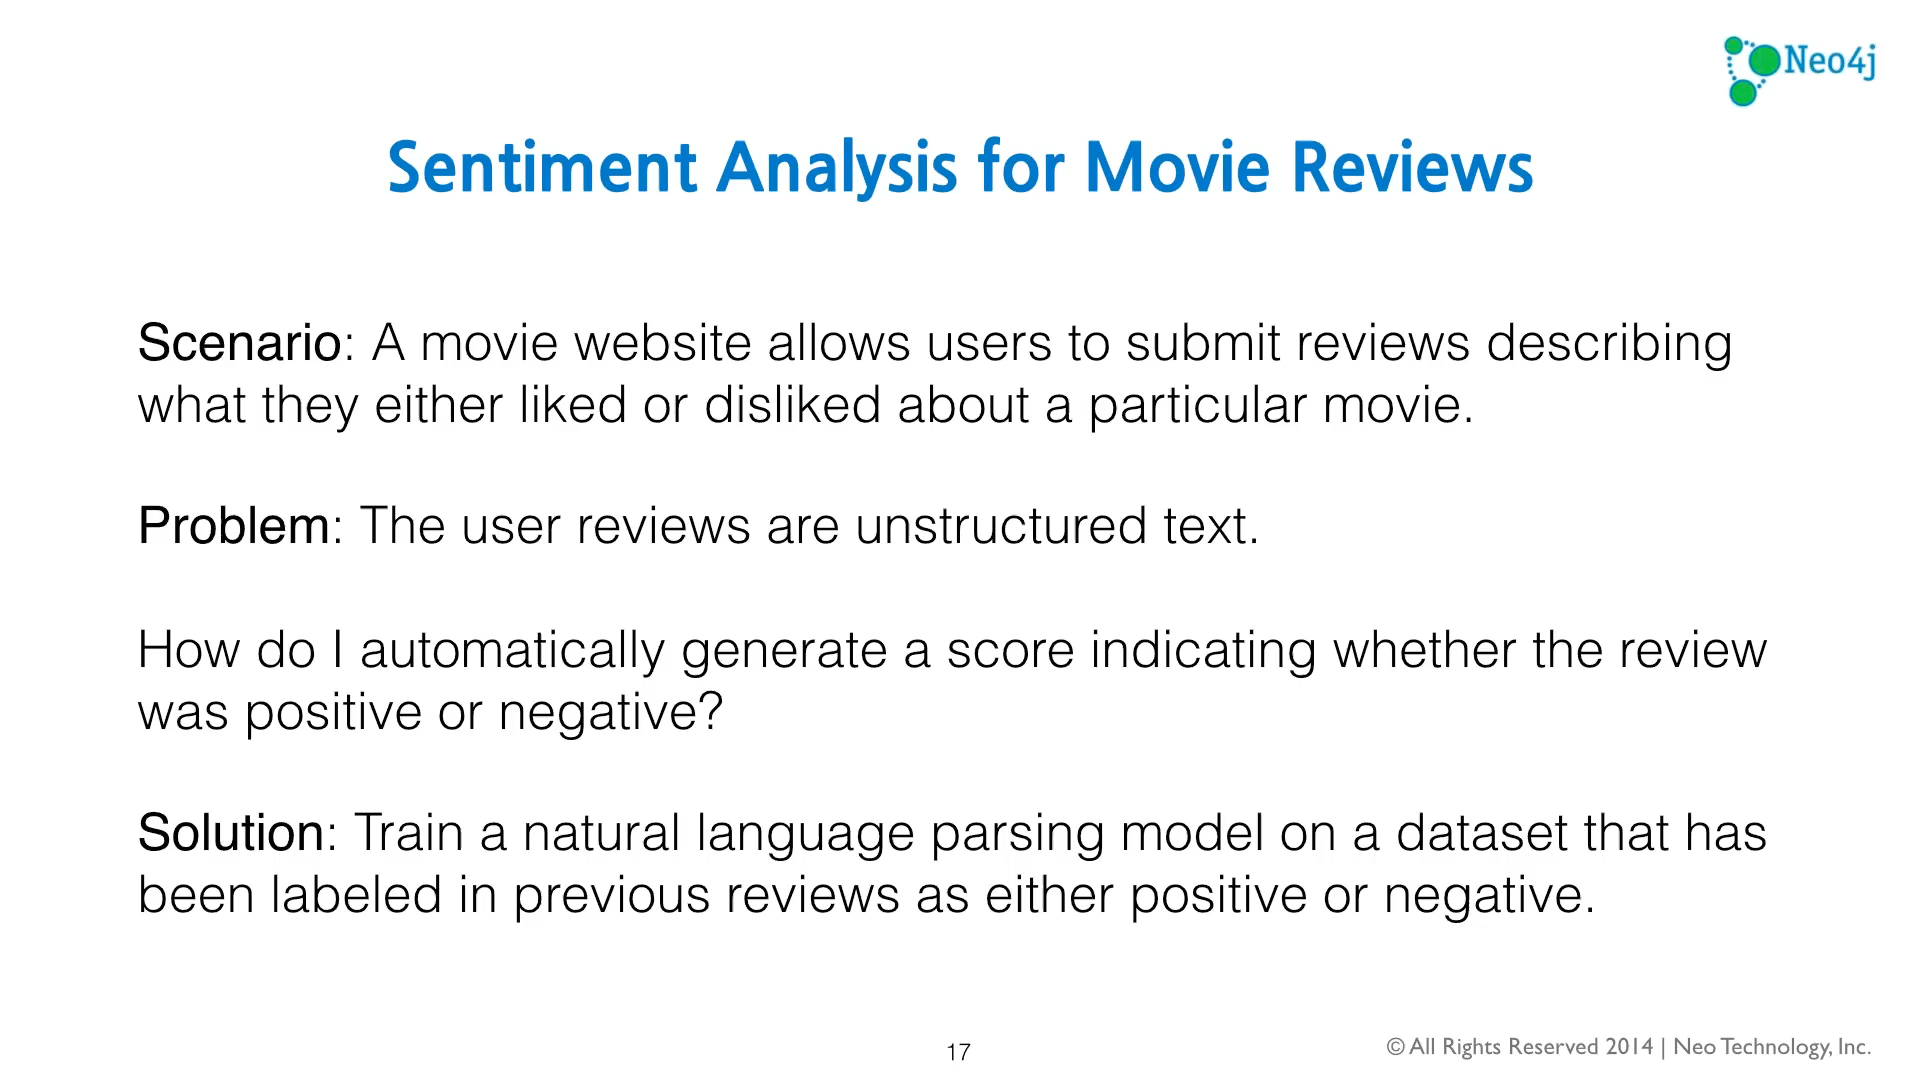 Neo4j
Sentiment Analysis for Movie Reviews
Scenario: A movie website allows users to submit reviews describing
what they either liked or disliked about a particular movie.
Problem: The user reviews are unstructured text.
How do I automatically generate a score indicating whether the review
was positive or negative?
Solution: Train a natural language parsing model on a dataset that has
been labeled in previous reviews as either positive or negative.
17
© All Rights Reserved 2014 | Neo Technology, Inc.